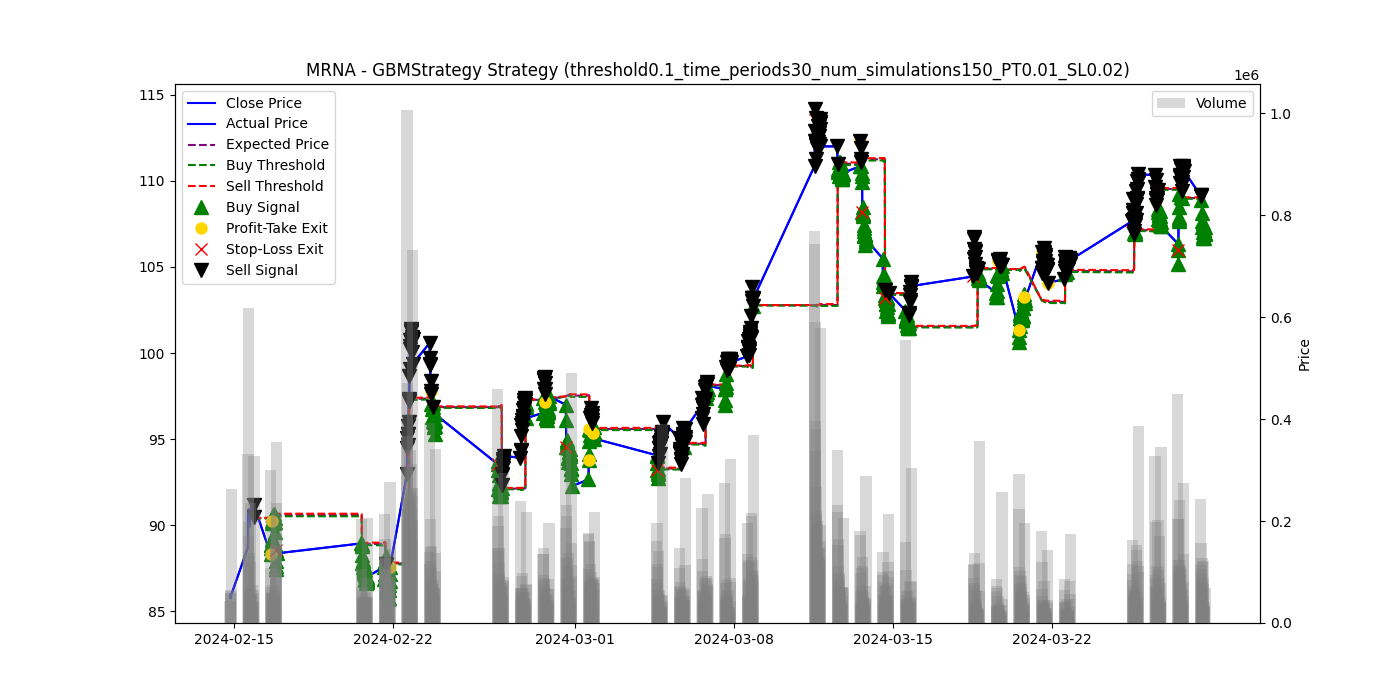 MRNA - GBMStrategy Strategy (threshold0.1_time_periods30_num_simulations150_PT0.01_SL0.02)
1e6
115
110
105
100
95
90
85
Close Price
Actual Price
Expected Price
Buy Threshold
Sell Threshold
Buy Signal
Profit-Take Exit
Stop-Loss Exit
Sell Signal
Volume
1.0
0.8
0.6
0.4
0.2
0.0
Price
2024-02-15
2024-02-22
2024-03-01
2024-03-08
2024-03-15
2024-03-22